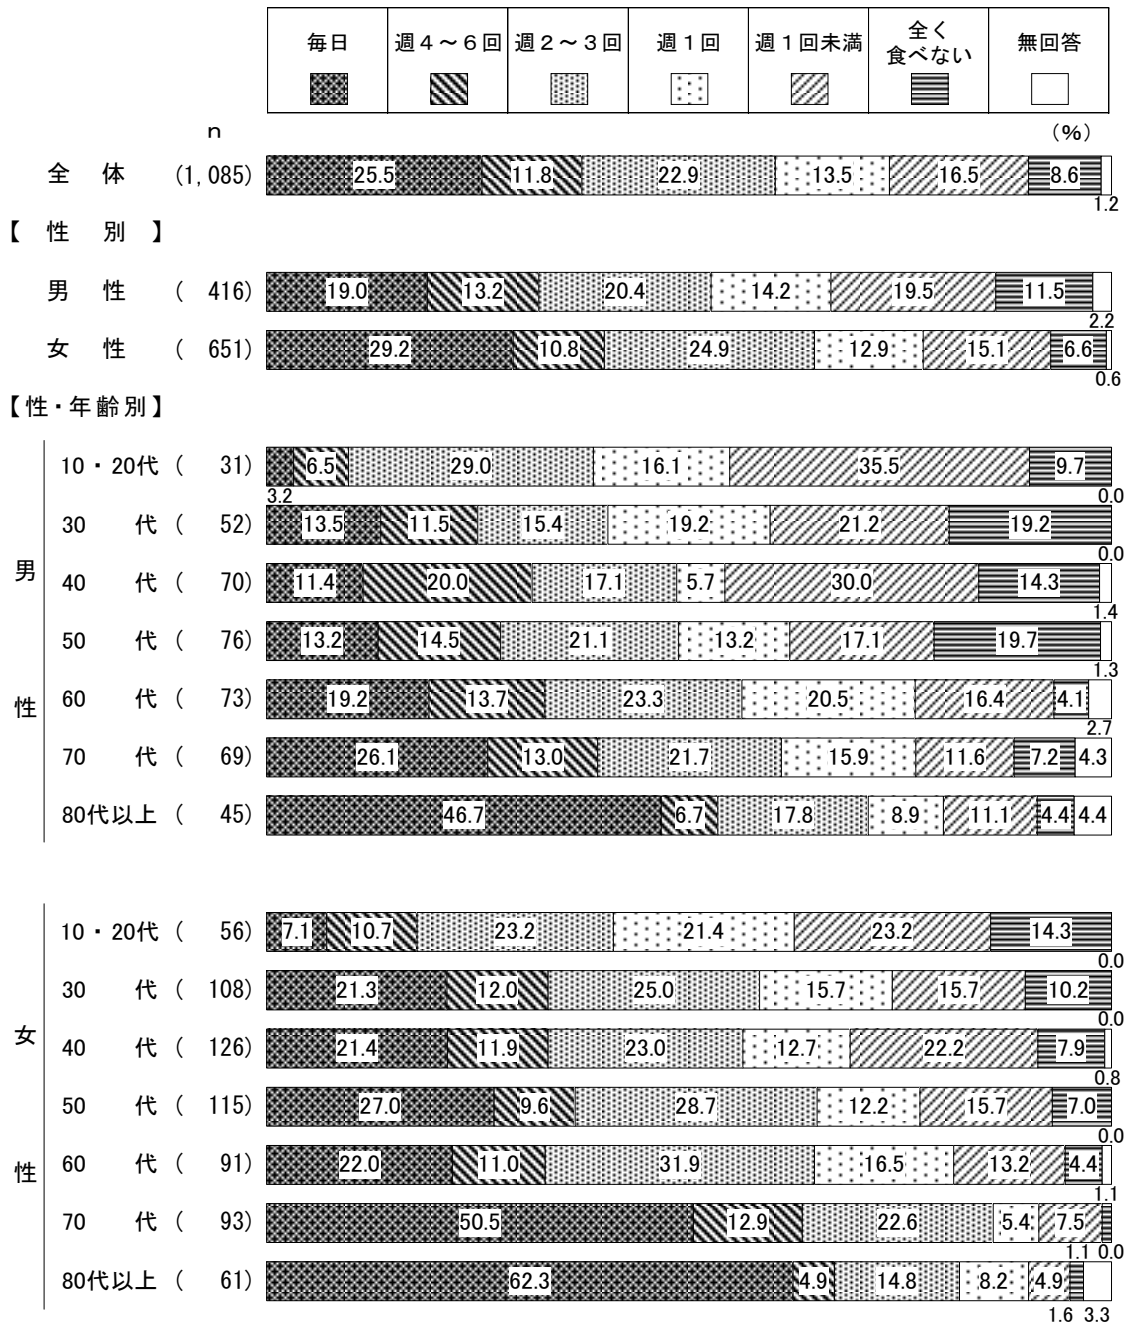 毎日 週４～６回 週２～３回 週１回 週１回未満 全く食べない 無回答
n （%）
全 体 (1,085) 25.5 11.8 22.9 13.5 16.5 8.6
1.2
【 性 別 】
男 性 ( 416) 19.0 13.2 20.4 14.2 19.5 11.5
2.2
女 性 ( 651) 29.2 10.8 24.9 12.9 15.1 6.6
0.6
【性・年齢別】
男性
10・20代 ( 31) 6.5 29.0 16.1 35.5 9.7
3.2 0.0
30 代 ( 52) 13.5 11.5 15.4 19.2 21.2 19.2
0.0
40 代 ( 70) 11.4 20.0 17.1 5.7 30.0 14.3
1.4
50 代 ( 76) 13.2 14.5 21.1 13.2 17.1 19.7
1.3
60 代 ( 73) 19.2 13.7 23.3 20.5 16.4 4.1
2.7
70 代 ( 69) 26.1 13.0 21.7 15.9 11.6 7.2 4.3
80代以上 ( 45) 46.7 6.7 17.8 8.9 11.1 4.4 4.4
女性
10・20代 ( 56) 7.1 10.7 23.2 21.4 23.2 14.3
0.0
30 代 ( 108) 21.3 12.0 25.0 15.7 15.7 10.2
0.0
40 代 ( 126) 21.4 11.9 23.0 12.7 22.2 7.9
0.8
50 代 ( 115) 27.0 9.6 28.7 12.2 15.7 7.0
0.0
60 代 ( 91) 22.0 11.0 31.9 16.5 13.2 4.4
1.1
70 代 ( 93) 50.5 12.9 22.6 5.4 7.5
1.1 0.0
80代以上 ( 61) 62.3 4.9 14.8 8.2 4.9
1.6 3.3